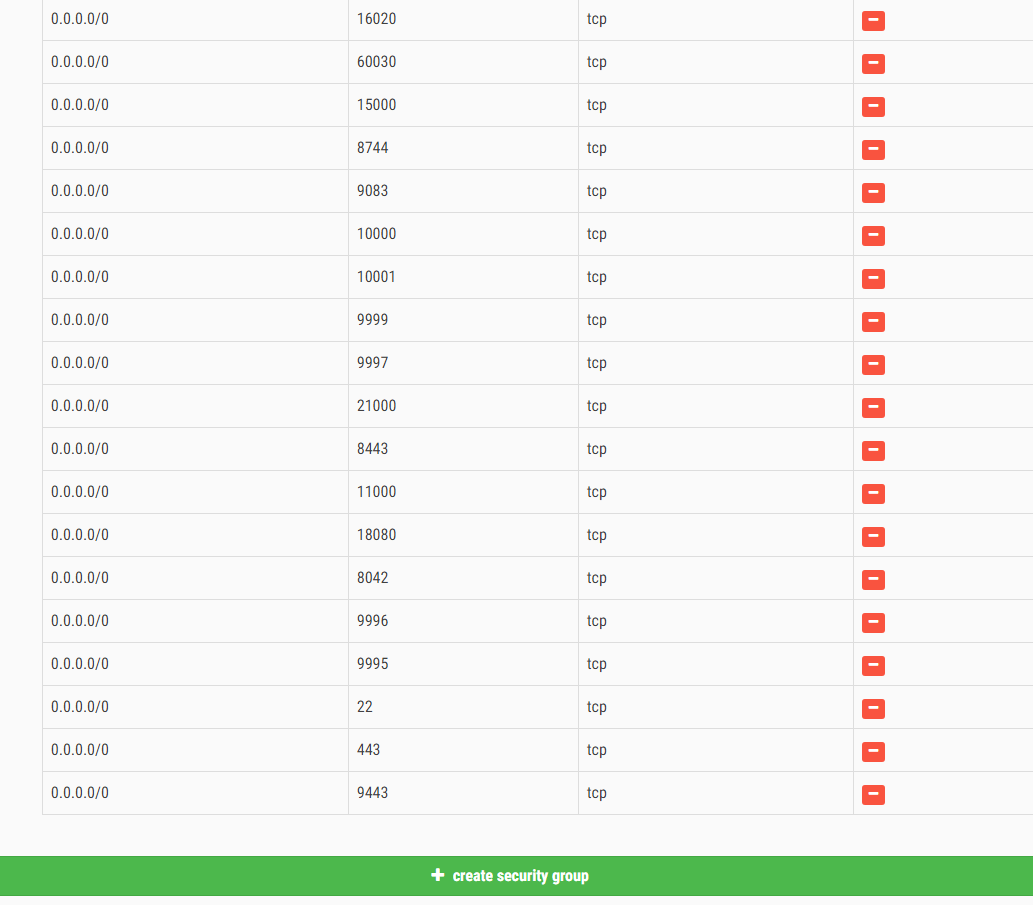 0.0.0.0/0 16020 tcp
0.0.0.0/0 60030 tcp
0.0.0.0/0 15000 tcp
0.0.0.0/0 8744 tcp
0.0.0.0/0 9083 tcp
0.0.0.0/0 10000 tcp
0.0.0.0/0 10001 tcp
0.0.0.0/0 9999 tcp
0.0.0.0/0 9997 tcp
0.0.0.0/0 21000 tcp
0.0.0.0/0 8443 tcp
0.0.0.0/0 11000 tcp
0.0.0.0/0 18080 tcp
0.0.0.0/0 8042 tcp
0.0.0.0/0 9996 tcp
0.0.0.0/0 9995 tcp
0.0.0.0/0 22 tcp
0.0.0.0/0 443 tcp
0.0.0.0/0 9443 tcp
create security group